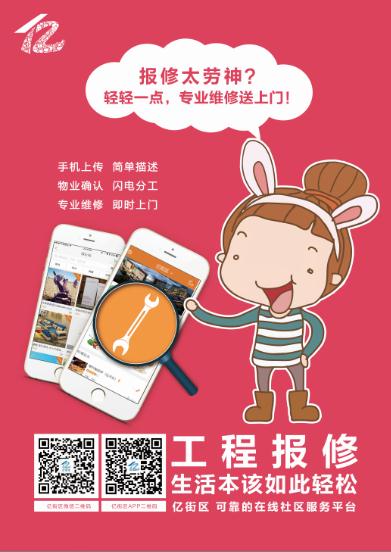 报修太劳神?
轻轻一点,专业维修送上门!
手机上传 简单描述
物业确认 闪电分工
专业维修 即时上门
工程报修
生活本该如此轻松
亿街区 可靠的在线社区服务平台
亿街区微信二维码
亿街区APP二维码